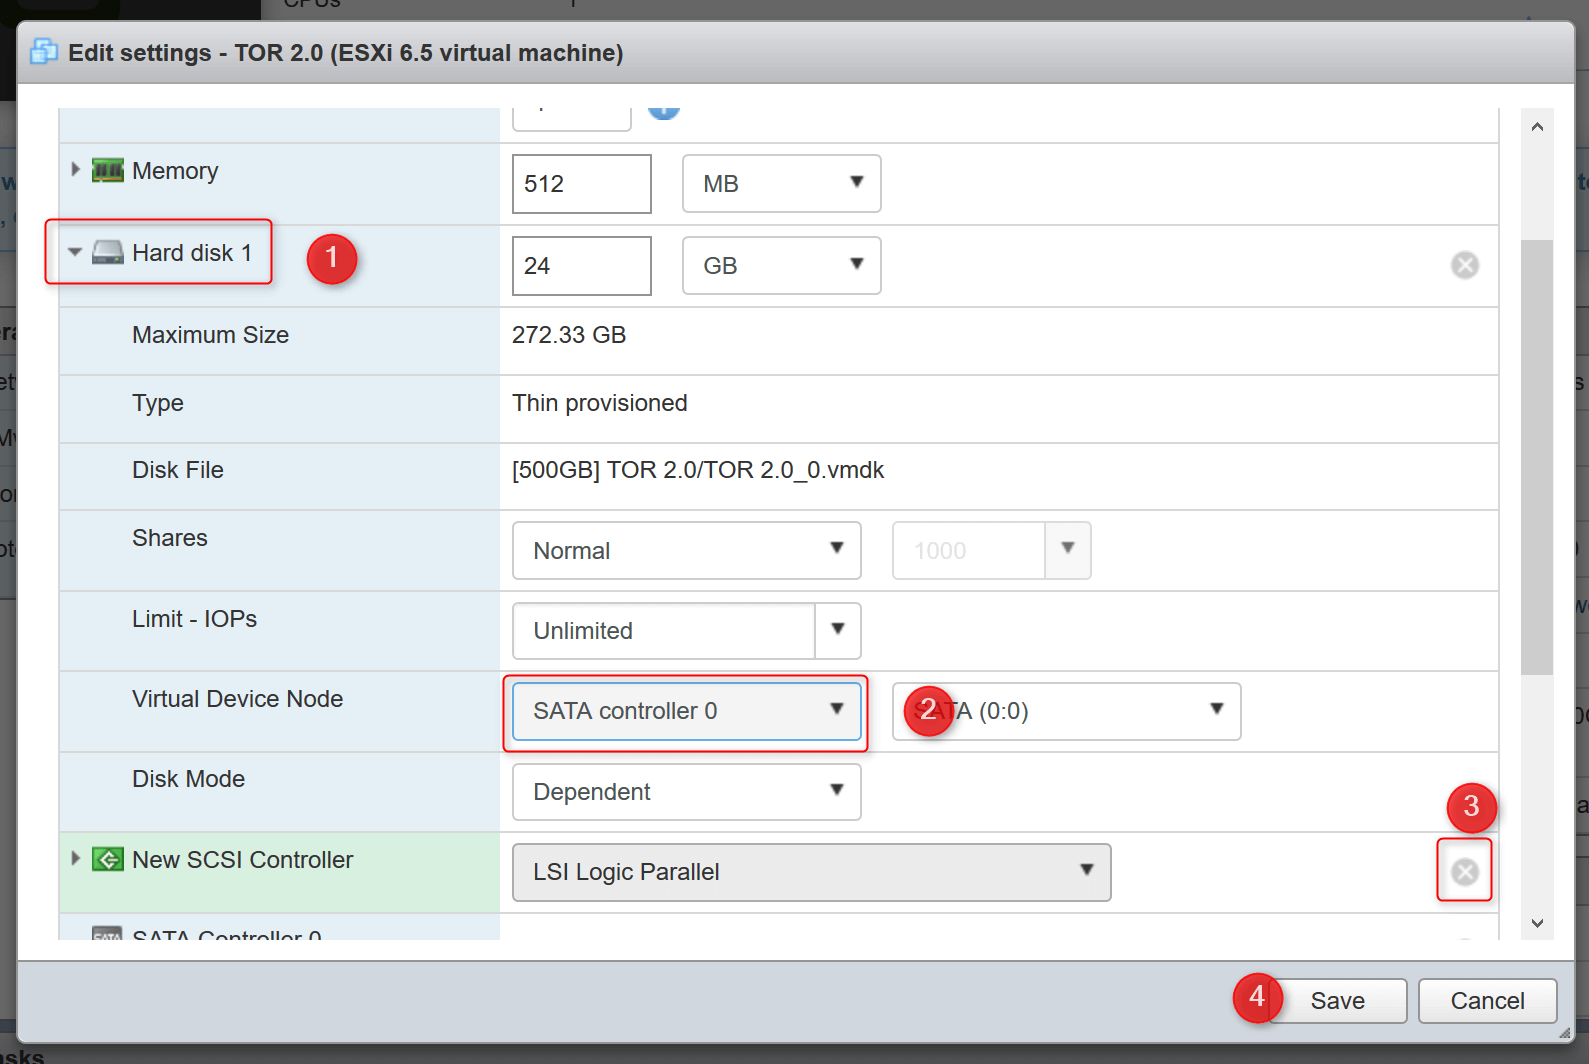 CPUs
Edit settings - TOR 2.0 (ESXi 6.5 virtual machine)
Memory
512
MB
Hard disk 1
1
24
GB
Maximum Size
272.33 GB
Type
Thin provisioned
Disk File
[500GB] TOR 2.0/TOR 2.0_0.vmdk
Shares
Normal
1000
Limit - IOPs
Unlimited
Virtual Device Node
SATA controller 0
2
SATA (0:0)
Disk Mode
Dependent
3
New SCSI Controller
LSI Logic Parallel
SATA Controller 0
4
Save
Cancel